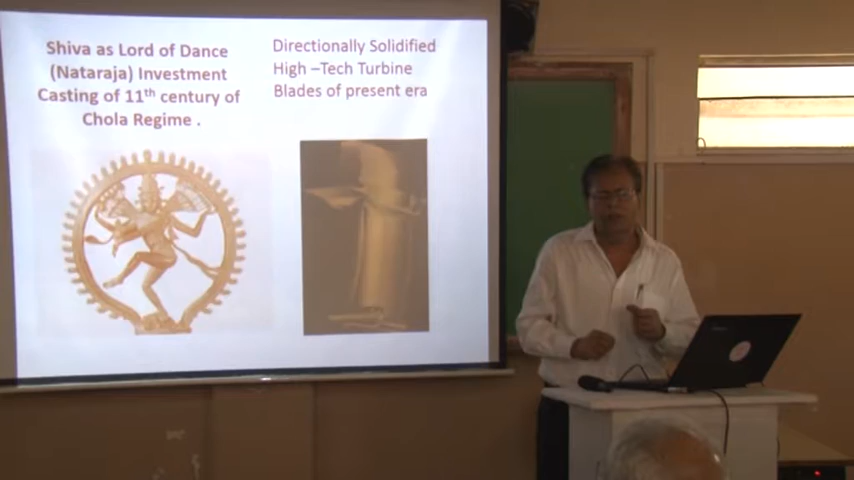 Shiva as Lord of Dance
(Nataraja) Investment
Casting of 11th century of
Chola Regime .
Directionally Solidified
High –Tech Turbine
Blades of present era